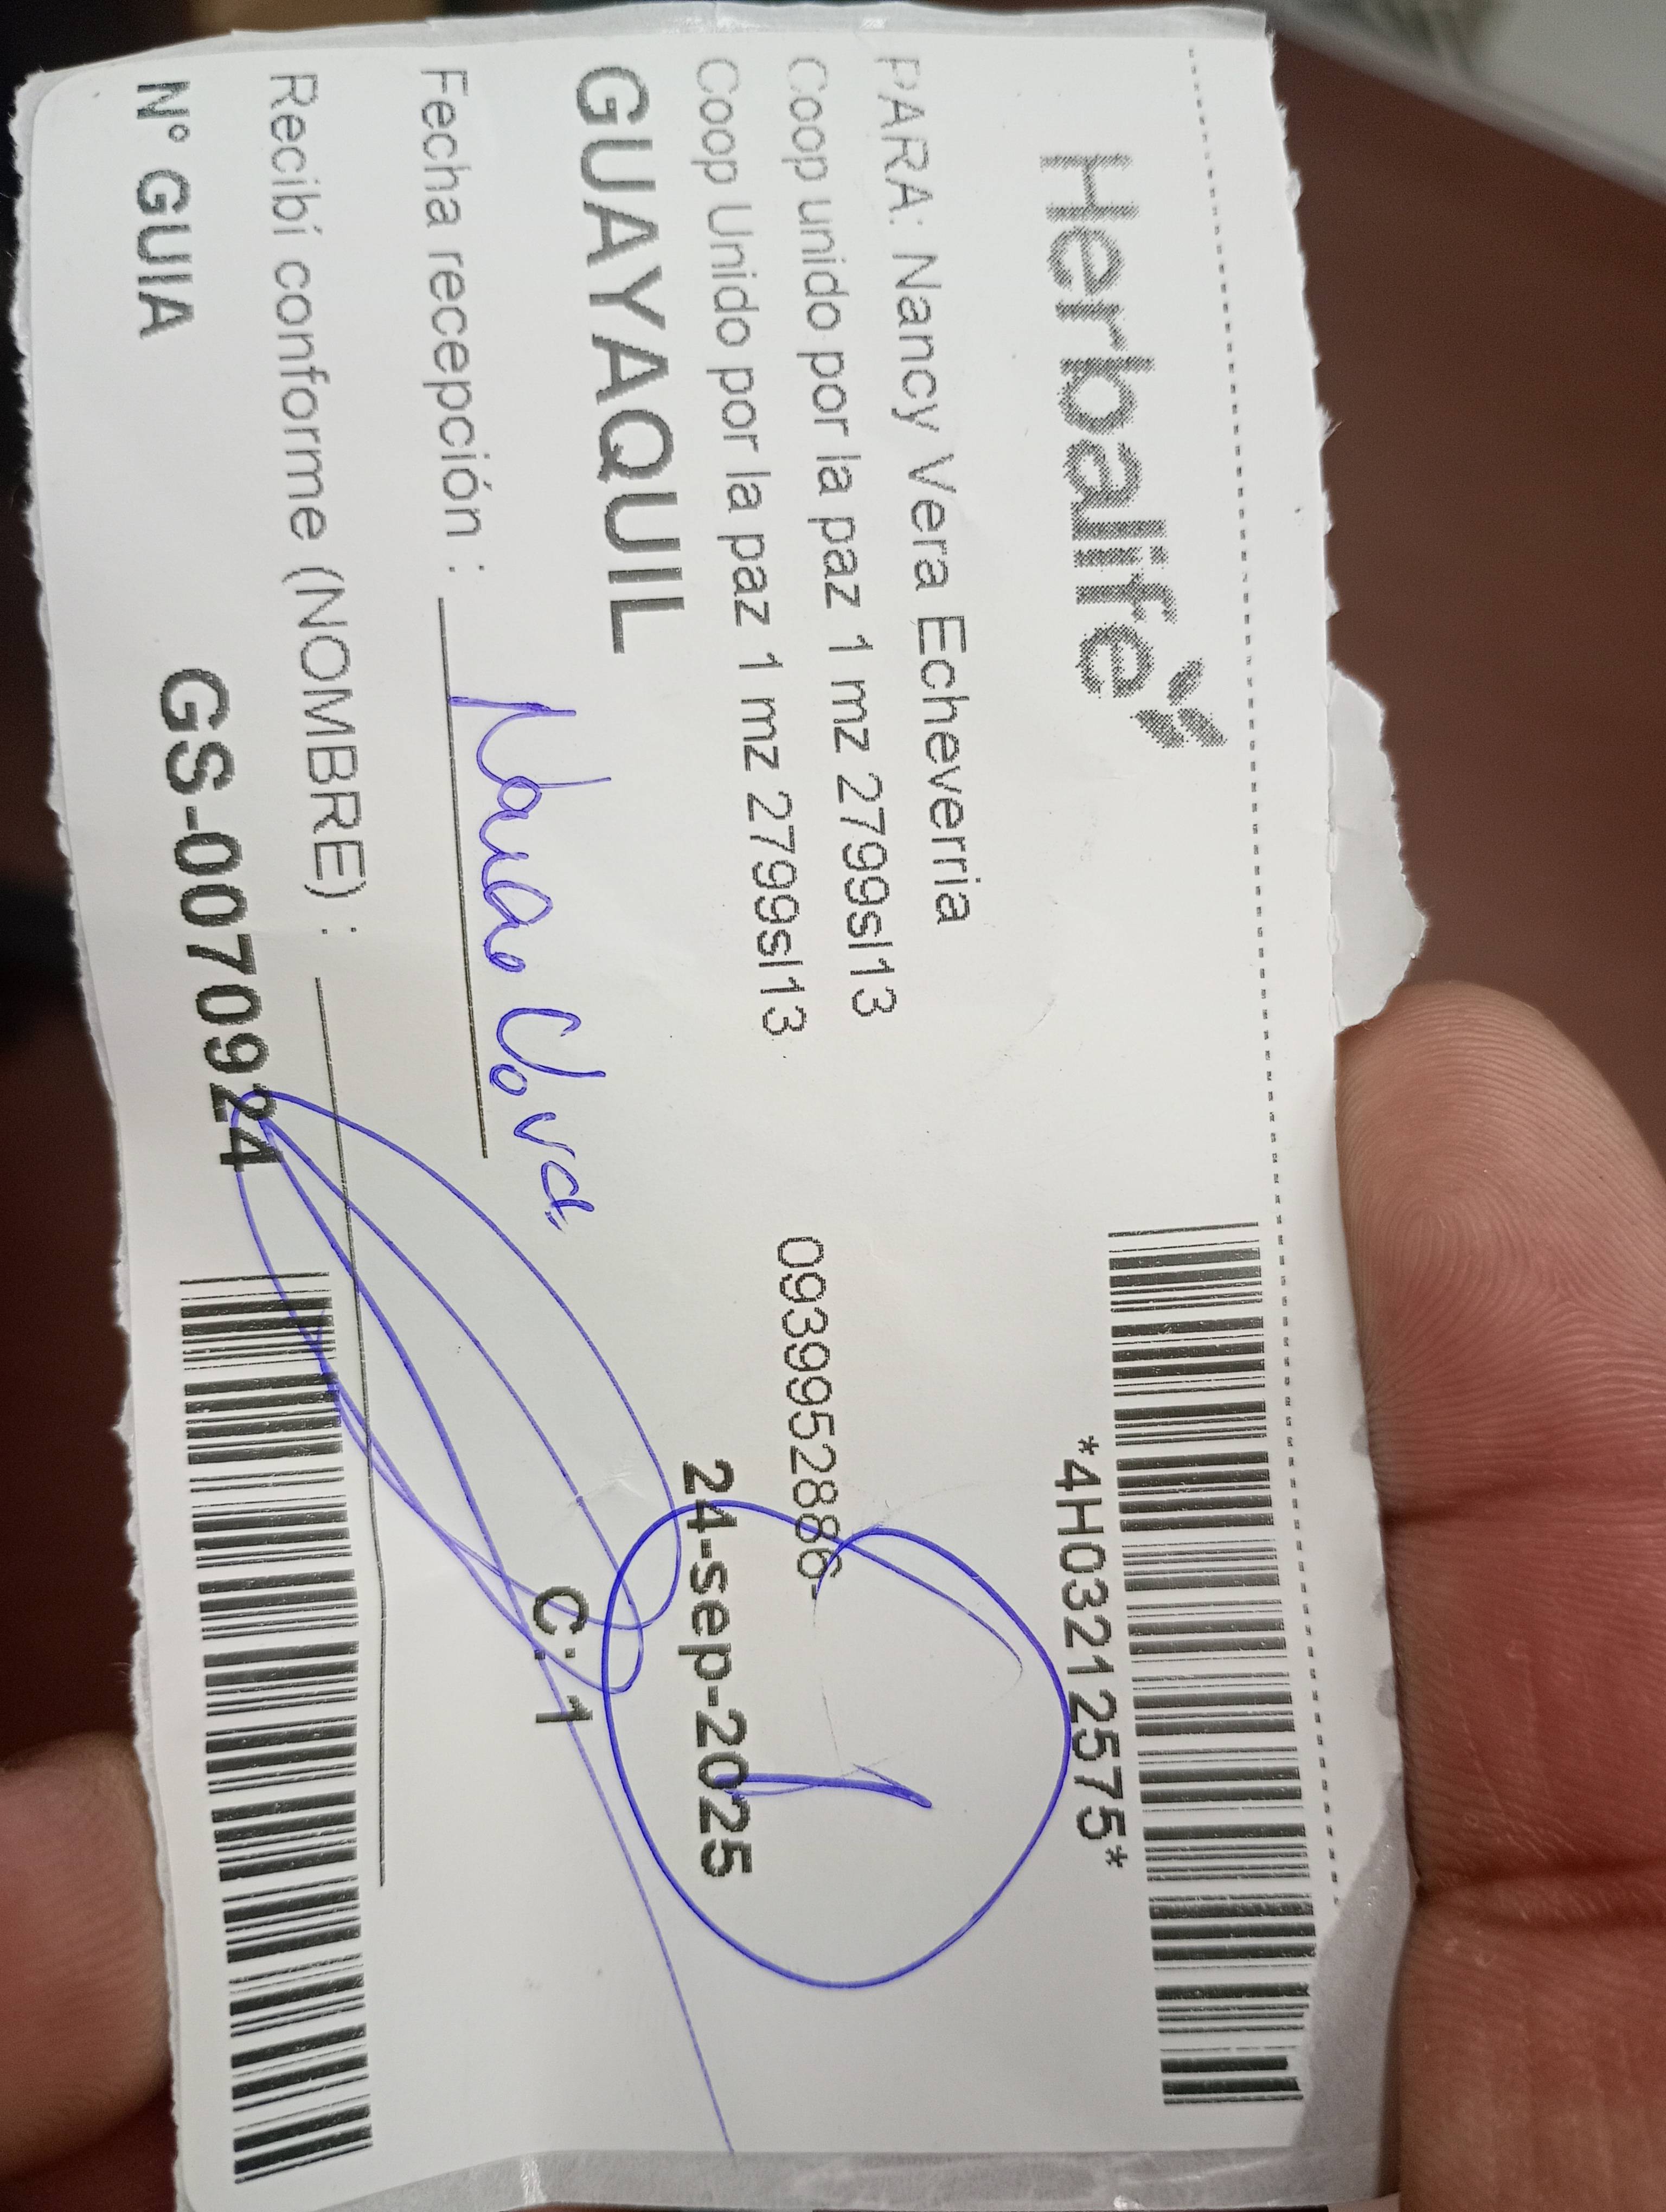 Herbalife
*4H03212575*
PARA: Nancy Vera Echeverria
Coop unido por la paz 1 mz 2799sl13
0939952886-
Coop Unido por la paz 1 mz 2799sl13
1
GUAYAQUIL
24-sep-2025
Fecha recepción :
C: 1
Recibí conforme (NOMBRE) :
N° GUIA GS-0070924